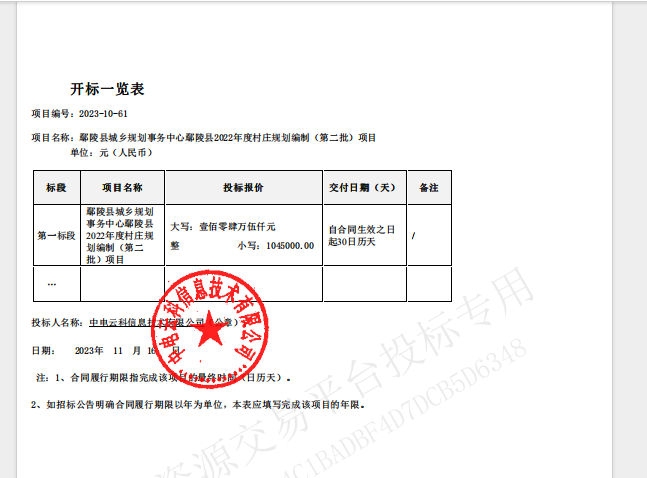 开标一览表
项目编号：2023-10-61
项目名称：鄢陵县城乡规划事务中心鄢陵县2022年度村庄规划编制（第二批）项目
单位：元（人民币）
标段 项目名称 投标报价 交付日期（天） 备注
第一标段
鄢陵县城乡规划
事务中心鄢陵县
2022年度村庄规
划编制（第二
批）项目
大写：壹佰零肆万伍仟元
整 小写：1045000.00
自合同生效之日
起30日历天
/
…
投标人名称：中电云科信息技术有限公司（公章）
中电云科信息技术有限公司
日期： 2023年 11 月 16 日
注：1、合同履行期限指完成该项目的最终时间（日历天）。
2、如招标公告明确合同履行期限以年为单位，本表应填写完成该项目的年限。
资源交易平台投标专用
4C1BADBF4D7DCB5D6348